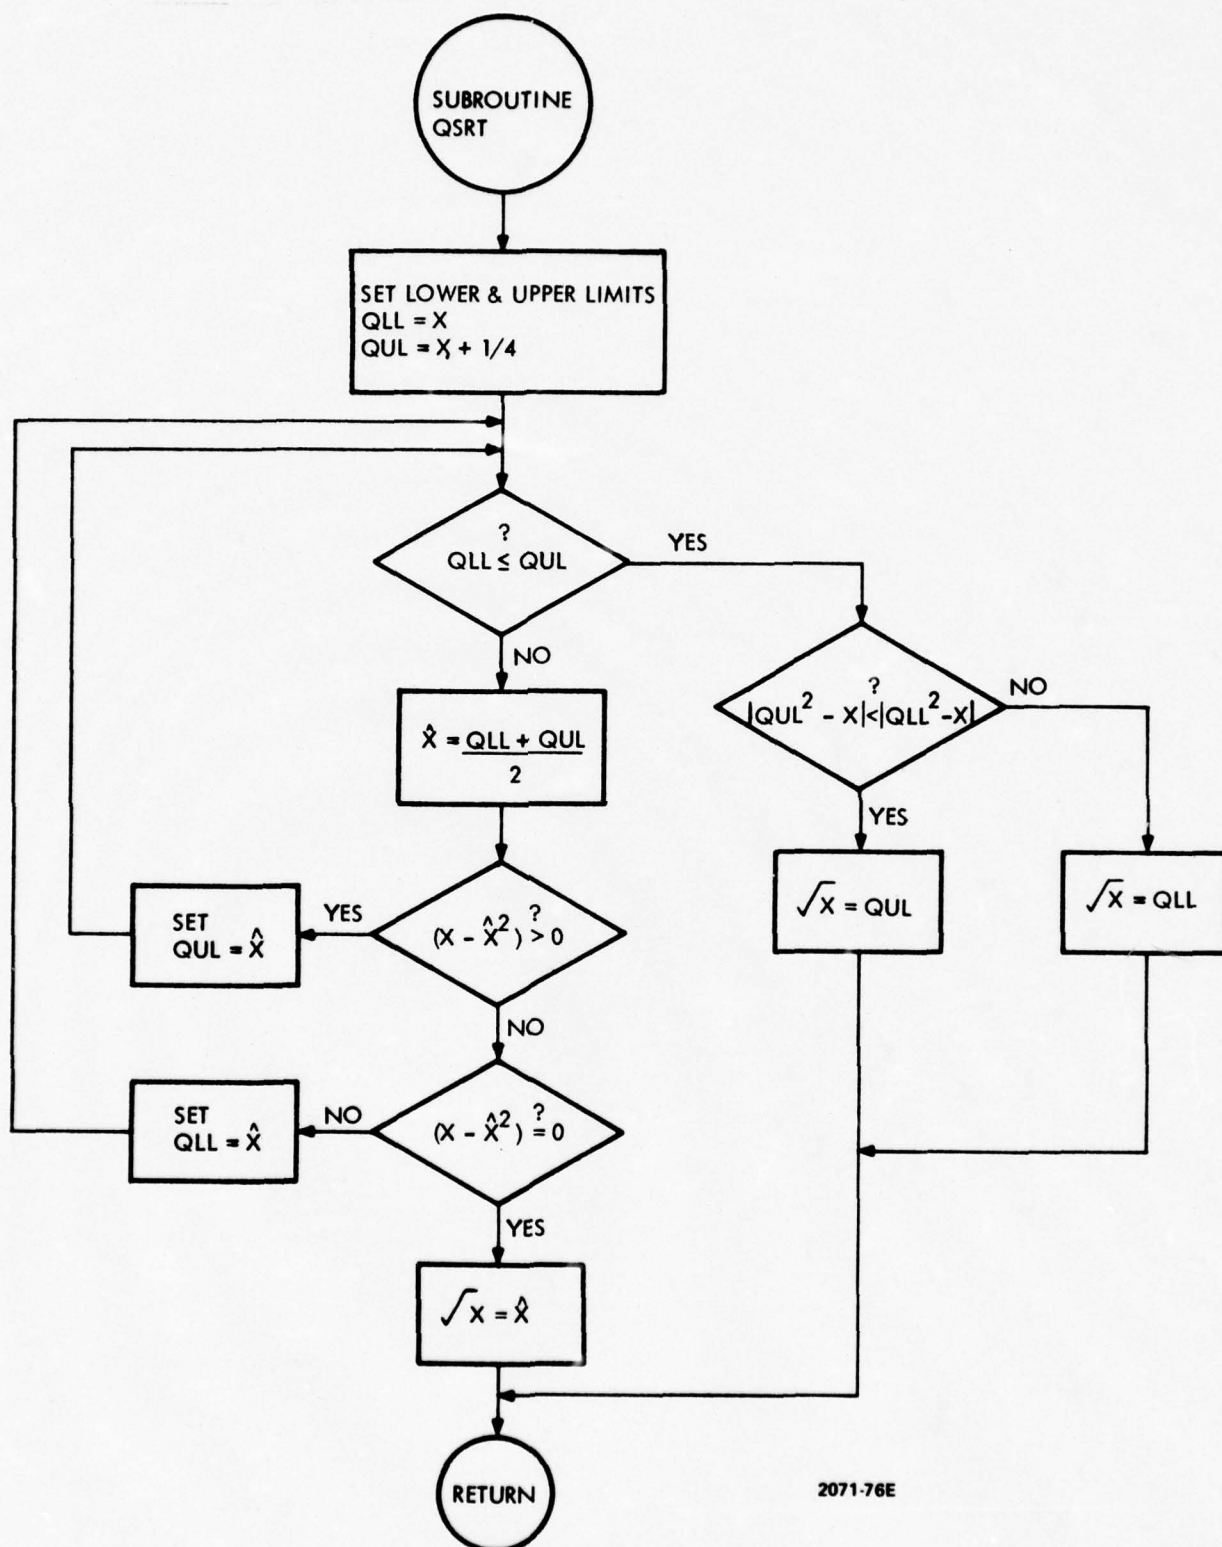 SUBROUTINE
QSRT
SET LOWER & UPPER LIMITS
QLL = X
QUL = X + 1/4
?
QLL ≤ QUL
YES
NO
X̂ = QLL + QUL
2
?
|QUL² - X|<|QLL²-X|
NO
YES
√X = QUL
√X = QLL
?
(X - X̂²) > 0
YES
SET
QUL = X̂
NO
?
(X - X̂²) = 0
NO
SET
QLL = X̂
YES
√X = X̂
RETURN
2071-76E